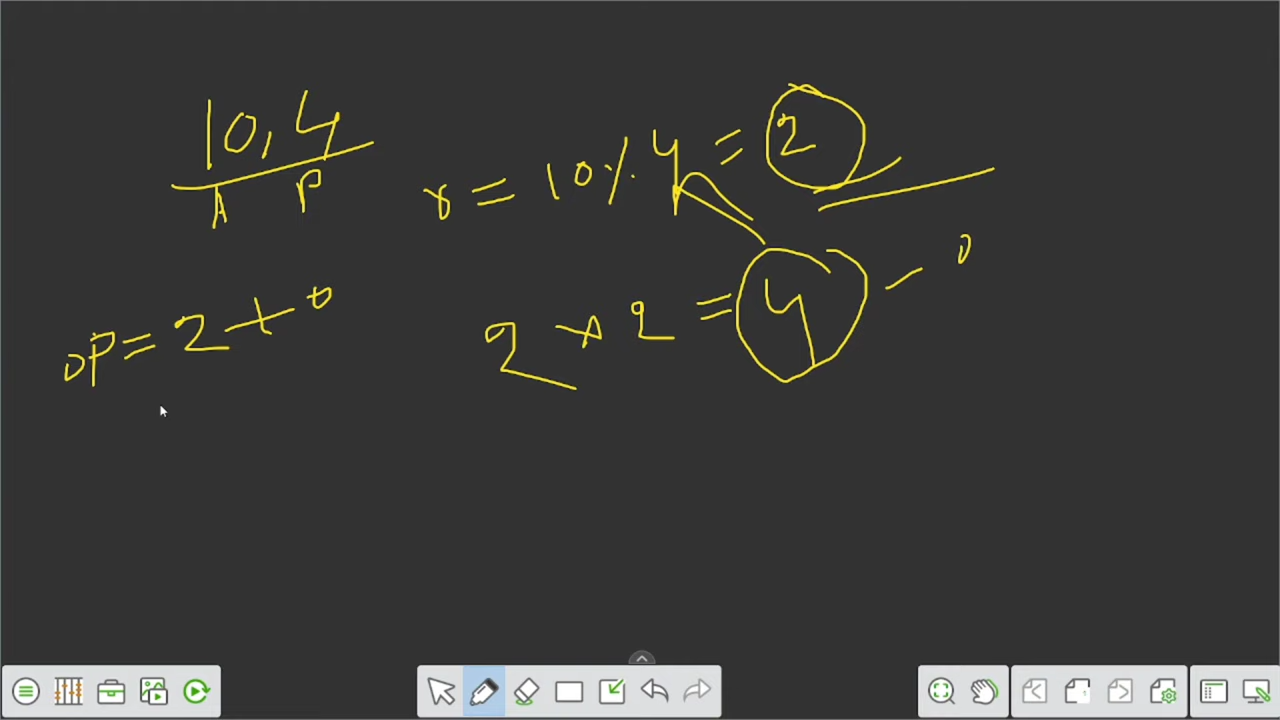 10, 4
A P
r = 10 % 4 = 2
2 * 2 = 4 - 0
OP = 2 + 0